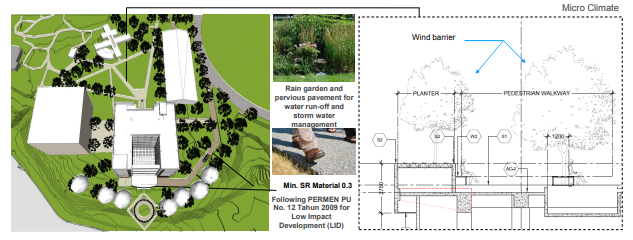 Micro Climate
Wind barrier
PLANTER
PEDESTRIAN WALKWAY
S2
S2
W2
S1
1200
AC-2
2750
Rain garden and
pervious pavement for
water run-off and
storm water
management
Min. SR Material 0.3
Following PERMEN PU
No. 12 Tahun 2009 for
Low Impact
Development (LID)